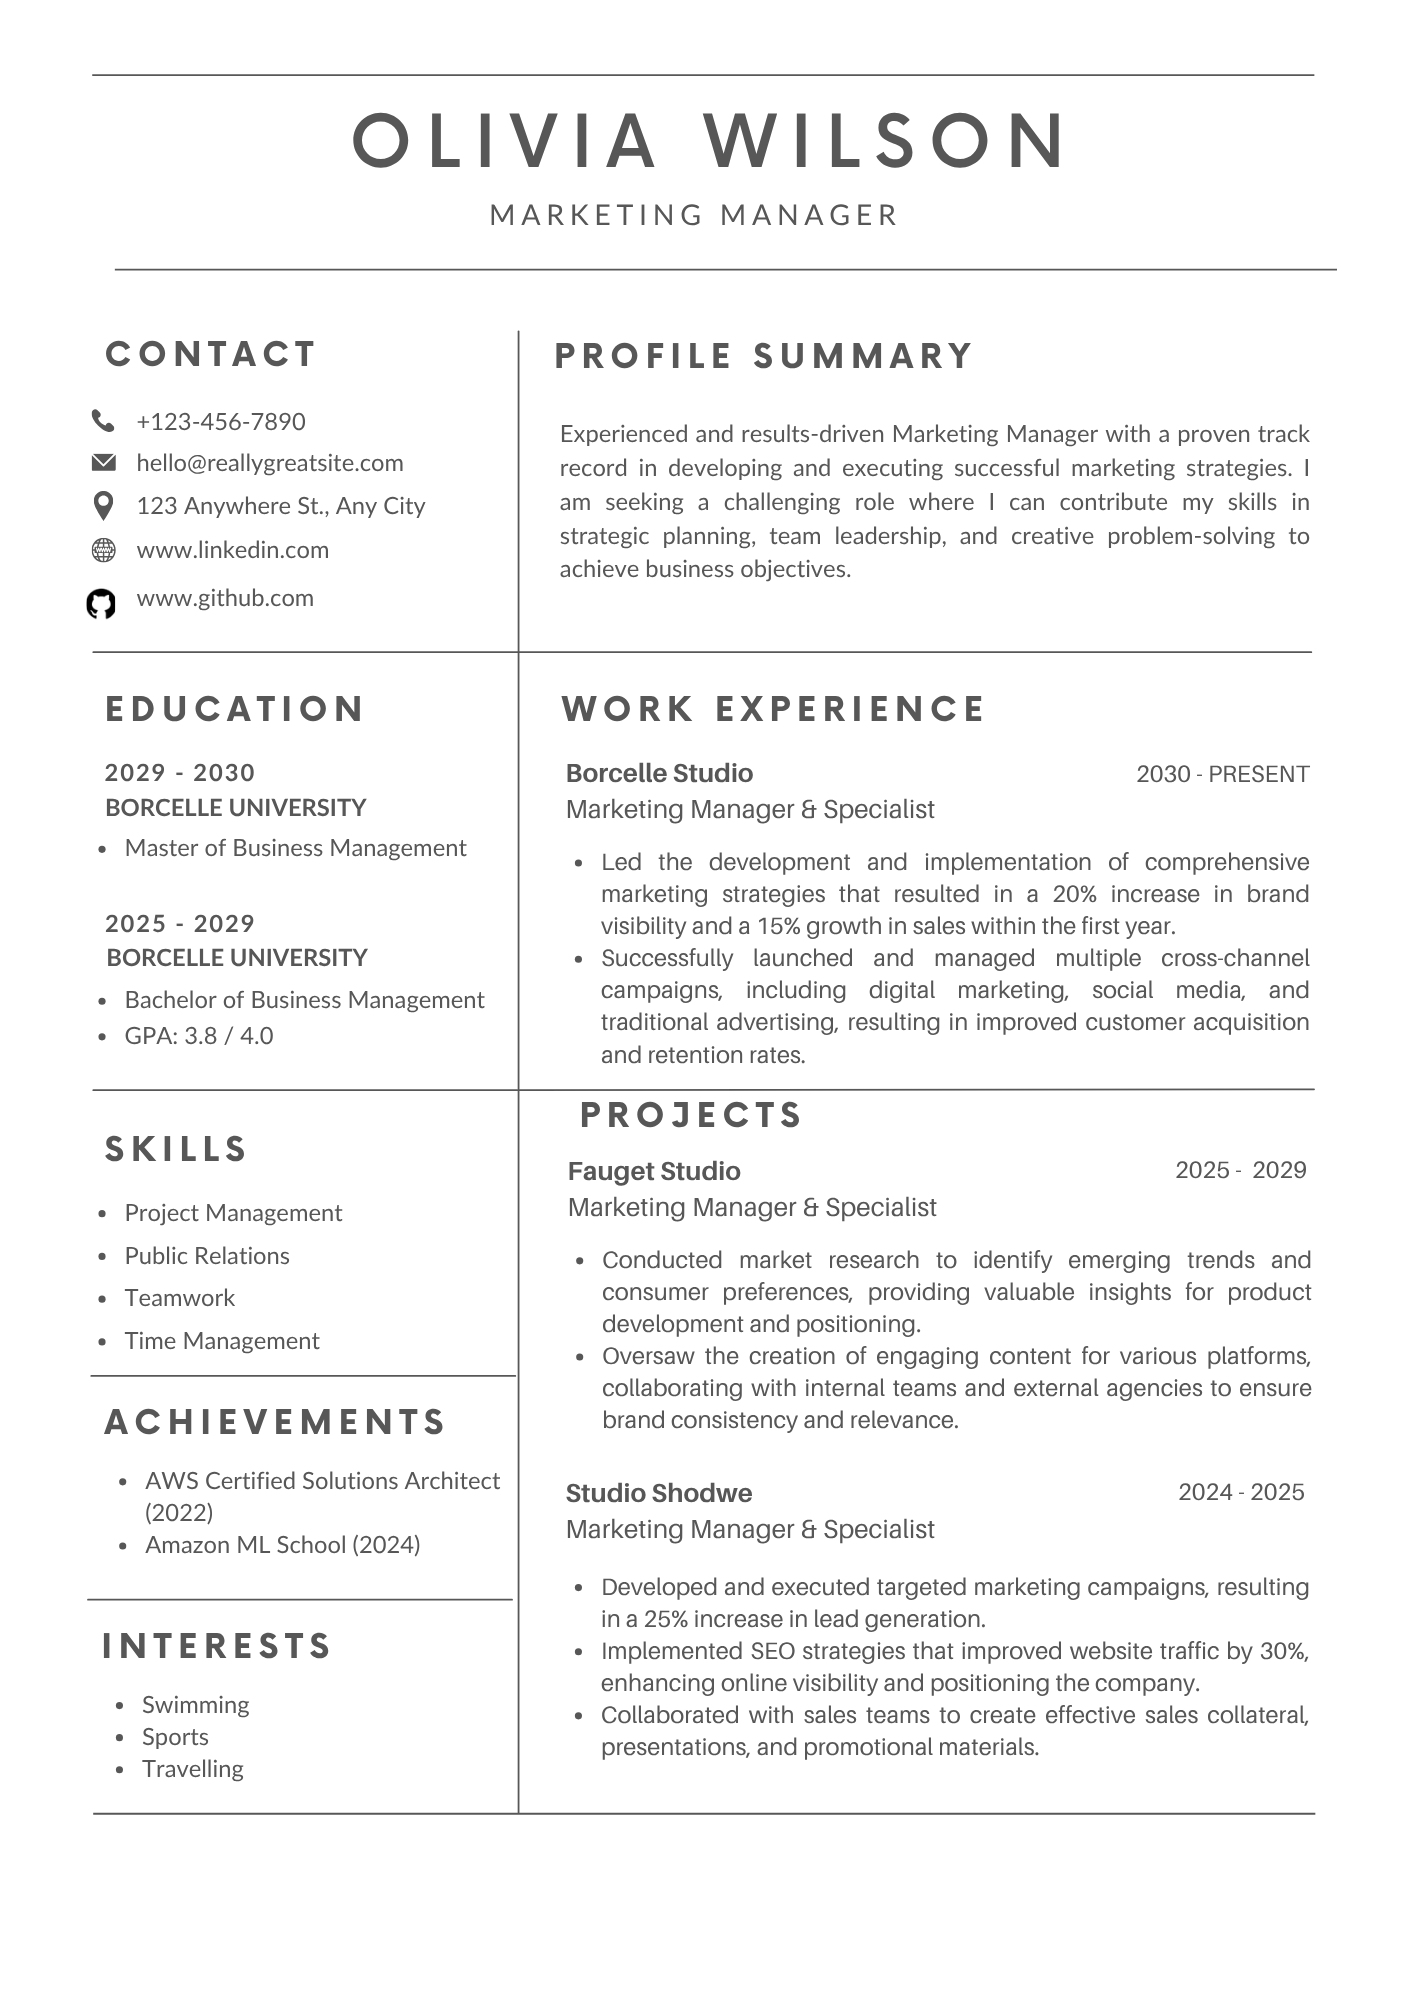 OLIVIA WILSON
MARKETING MANAGER
CONTACT
+123-456-7890
hello@reallygreatsite.com
123 Anywhere St., Any City
www.linkedin.com
www.github.com
EDUCATION
2029 - 2030
BORCELLE UNIVERSITY
• Master of Business Management
2025 - 2029
BORCELLE UNIVERSITY
• Bachelor of Business Management
• GPA: 3.8 / 4.0
SKILLS
• Project Management
• Public Relations
• Teamwork
• Time Management
ACHIEVEMENTS
• AWS Certified Solutions Architect
(2022)
• Amazon ML School (2024)
INTERESTS
• Swimming
• Sports
• Travelling
PROFILE SUMMARY
Experienced and results-driven Marketing Manager with a proven track
record in developing and executing successful marketing strategies. I
am seeking a challenging role where I can contribute my skills in
strategic planning, team leadership, and creative problem-solving to
achieve business objectives.
WORK EXPERIENCE
Borcelle Studio 2030 - PRESENT
Marketing Manager & Specialist
• Led the development and implementation of comprehensive
marketing strategies that resulted in a 20% increase in brand
visibility and a 15% growth in sales within the first year.
• Successfully launched and managed multiple cross-channel
campaigns, including digital marketing, social media, and
traditional advertising, resulting in improved customer acquisition
and retention rates.
PROJECTS
Fauget Studio 2025 - 2029
Marketing Manager & Specialist
• Conducted market research to identify emerging trends and
consumer preferences, providing valuable insights for product
development and positioning.
• Oversaw the creation of engaging content for various platforms,
collaborating with internal teams and external agencies to ensure
brand consistency and relevance.
Studio Shodwe 2024 - 2025
Marketing Manager & Specialist
• Developed and executed targeted marketing campaigns, resulting
in a 25% increase in lead generation.
• Implemented SEO strategies that improved website traffic by 30%,
enhancing online visibility and positioning the company.
• Collaborated with sales teams to create effective sales collateral,
presentations, and promotional materials.